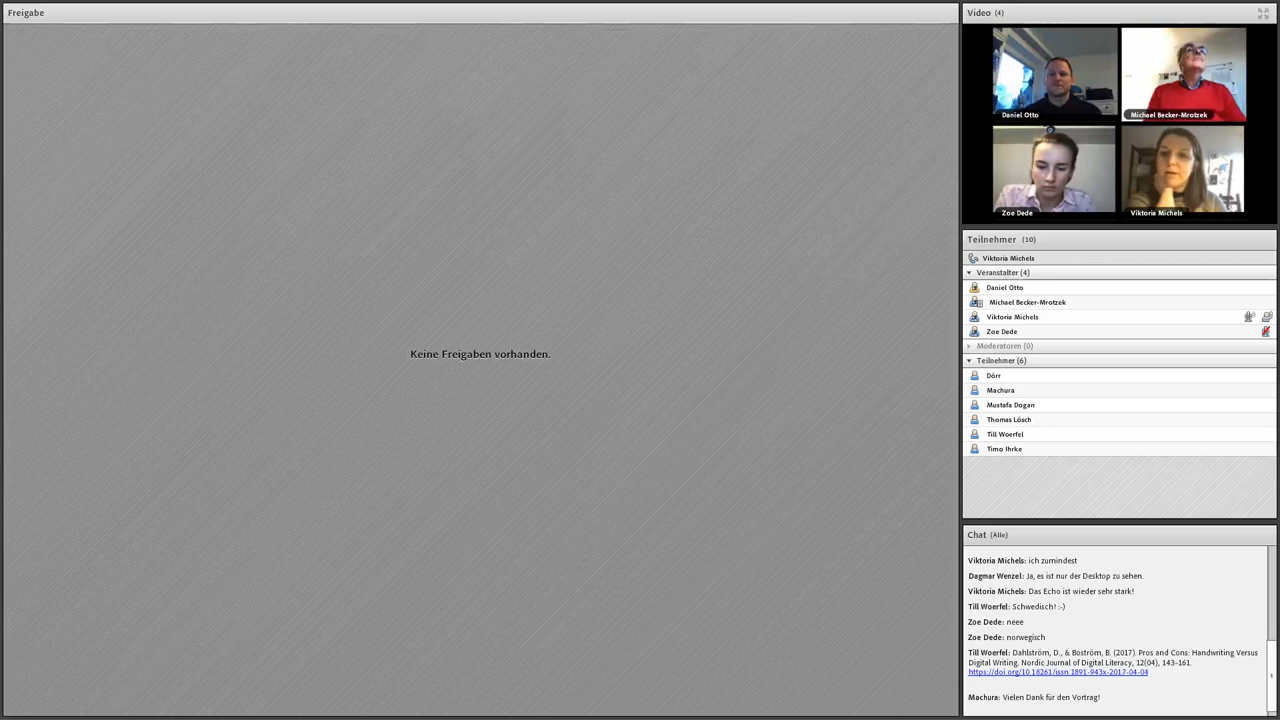 Freigabe
Keine Freigaben vorhanden.
Video (4)
Daniel Otto
Michael Becker-Mrotzek
Zoe Dede
Viktoria Michels
Teilnehmer (10)
Viktoria Michels
Veranstalter (4)
Daniel Otto
Michael Becker-Mrotzek
Viktoria Michels
Zoe Dede
Moderatoren (0)
Teilnehmer (6)
Dörr
Machura
Mustafa Dogan
Thomas Lösch
Till Woerfel
Timo Ihrke
Chat (Alle)
Viktoria Michels: ich zumindest
Dagmar Wenzel: Ja, es ist nur der Desktop zu sehen.
Viktoria Michels: Das Echo ist wieder sehr stark!
Till Woerfel: Schwedisch! :-)
Zoe Dede: neee
Zoe Dede: norwegisch
Till Woerfel: Dahlström, D., & Boström, B. (2017). Pros and Cons: Handwriting Versus
Digital Writing. Nordic Journal of Digital Literacy, 12(04), 143–161.
https://doi.org/10.18261/issn.1891-943x-2017-04-04
Machura: Vielen Dank für den Vortrag!